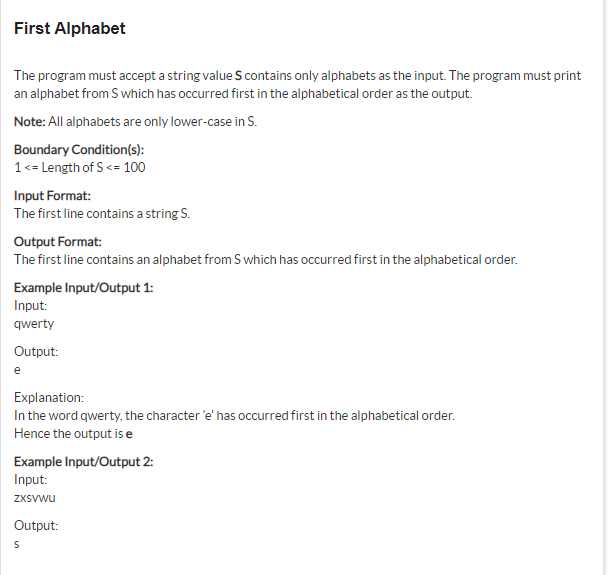 First Alphabet
The program must accept a string value S contains only alphabets as the input. The program must print
an alphabet from S which has occurred first in the alphabetical order as the output.
Note: All alphabets are only lower-case in S.
Boundary Condition(s):
1 <= Length of S <= 100
Input Format:
The first line contains a string S.
Output Format:
The first line contains an alphabet from S which has occurred first in the alphabetical order.
Example Input/Output 1:
Input:
qwerty
Output:
e
Explanation:
In the word qwerty, the character 'e' has occurred first in the alphabetical order.
Hence the output is e
Example Input/Output 2:
Input:
zxsvwu
Output:
s